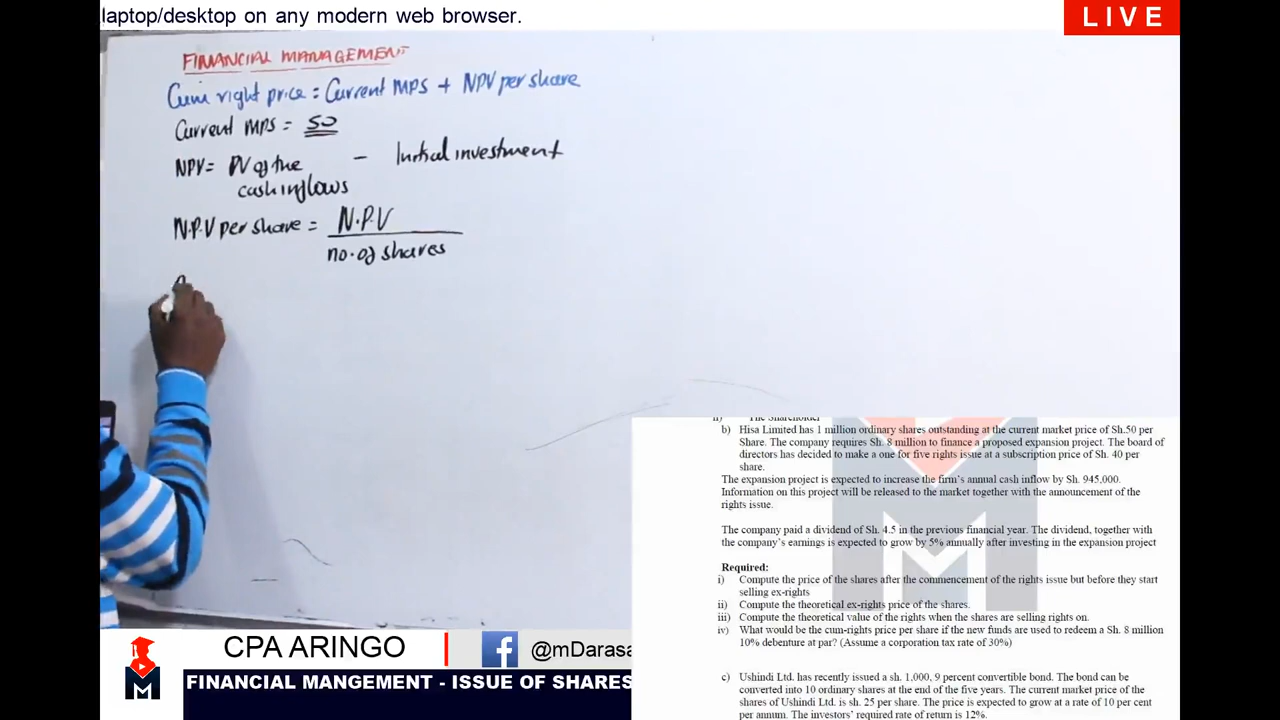 laptop/desktop on any modern web browser.
LIVE
FINANCIAL MANAGEMENT
Cum right price = Current MPS + NPV per share
Current MPS = 50
NPV = PV of the cash inflows - Initial investment
N.P.V per share = N.P.V
no. of shares
ii) The Shareholder
b) Hisa Limited has 1 million ordinary shares outstanding at the current market price of Sh.50 per
Share. The company requires Sh. 8 million to finance a proposed expansion project. The board of
directors has decided to make a one for five rights issue at a subscription price of Sh. 40 per
share.
The expansion project is expected to increase the firm's annual cash inflow by Sh. 945,000.
Information on this project will be released to the market together with the announcement of the
rights issue.
The company paid a dividend of Sh. 4.5 in the previous financial year. The dividend, together with
the company's earnings is expected to grow by 5% annually after investing in the expansion project
Required:
i) Compute the price of the shares after the commencement of the rights issue but before they start
selling ex-rights
ii) Compute the theoretical ex-rights price of the shares.
iii) Compute the theoretical value of the rights when the shares are selling rights on.
iv) What would be the cum-rights price per share if the new funds are used to redeem a Sh. 8 million
10% debenture at par? (Assume a corporation tax rate of 30%)
c) Ushindi Ltd. has recently issued a sh. 1,000, 9 percent convertible bond. The bond can be
converted into 10 ordinary shares at the end of the five years. The current market price of the
shares of Ushindi Ltd. is sh. 25 per share. The price is expected to grow at a rate of 10 per cent
per annum. The investors' required rate of return is 12%.
CPA ARINGO
@mDarasa
FINANCIAL MANGEMENT - ISSUE OF SHARES